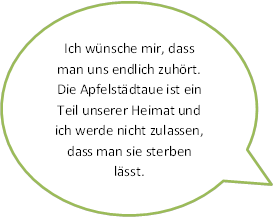 Ich wünsche mir, dass
man uns endlich zuhört.
Die Apfelstädtaue ist ein
Teil unserer Heimat und
ich werde nicht zulassen,
dass man sie sterben
lässt.